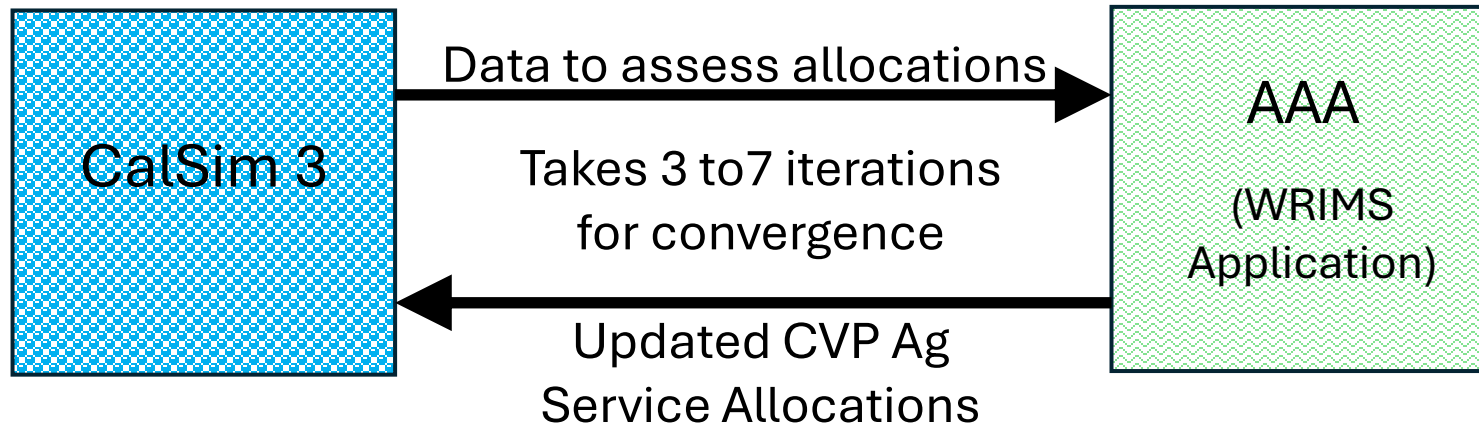 CalSim 3
Data to assess allocations
Takes 3 to7 iterations
for convergence
Updated CVP Ag
Service Allocations
AAA
(WRIMS
Application)